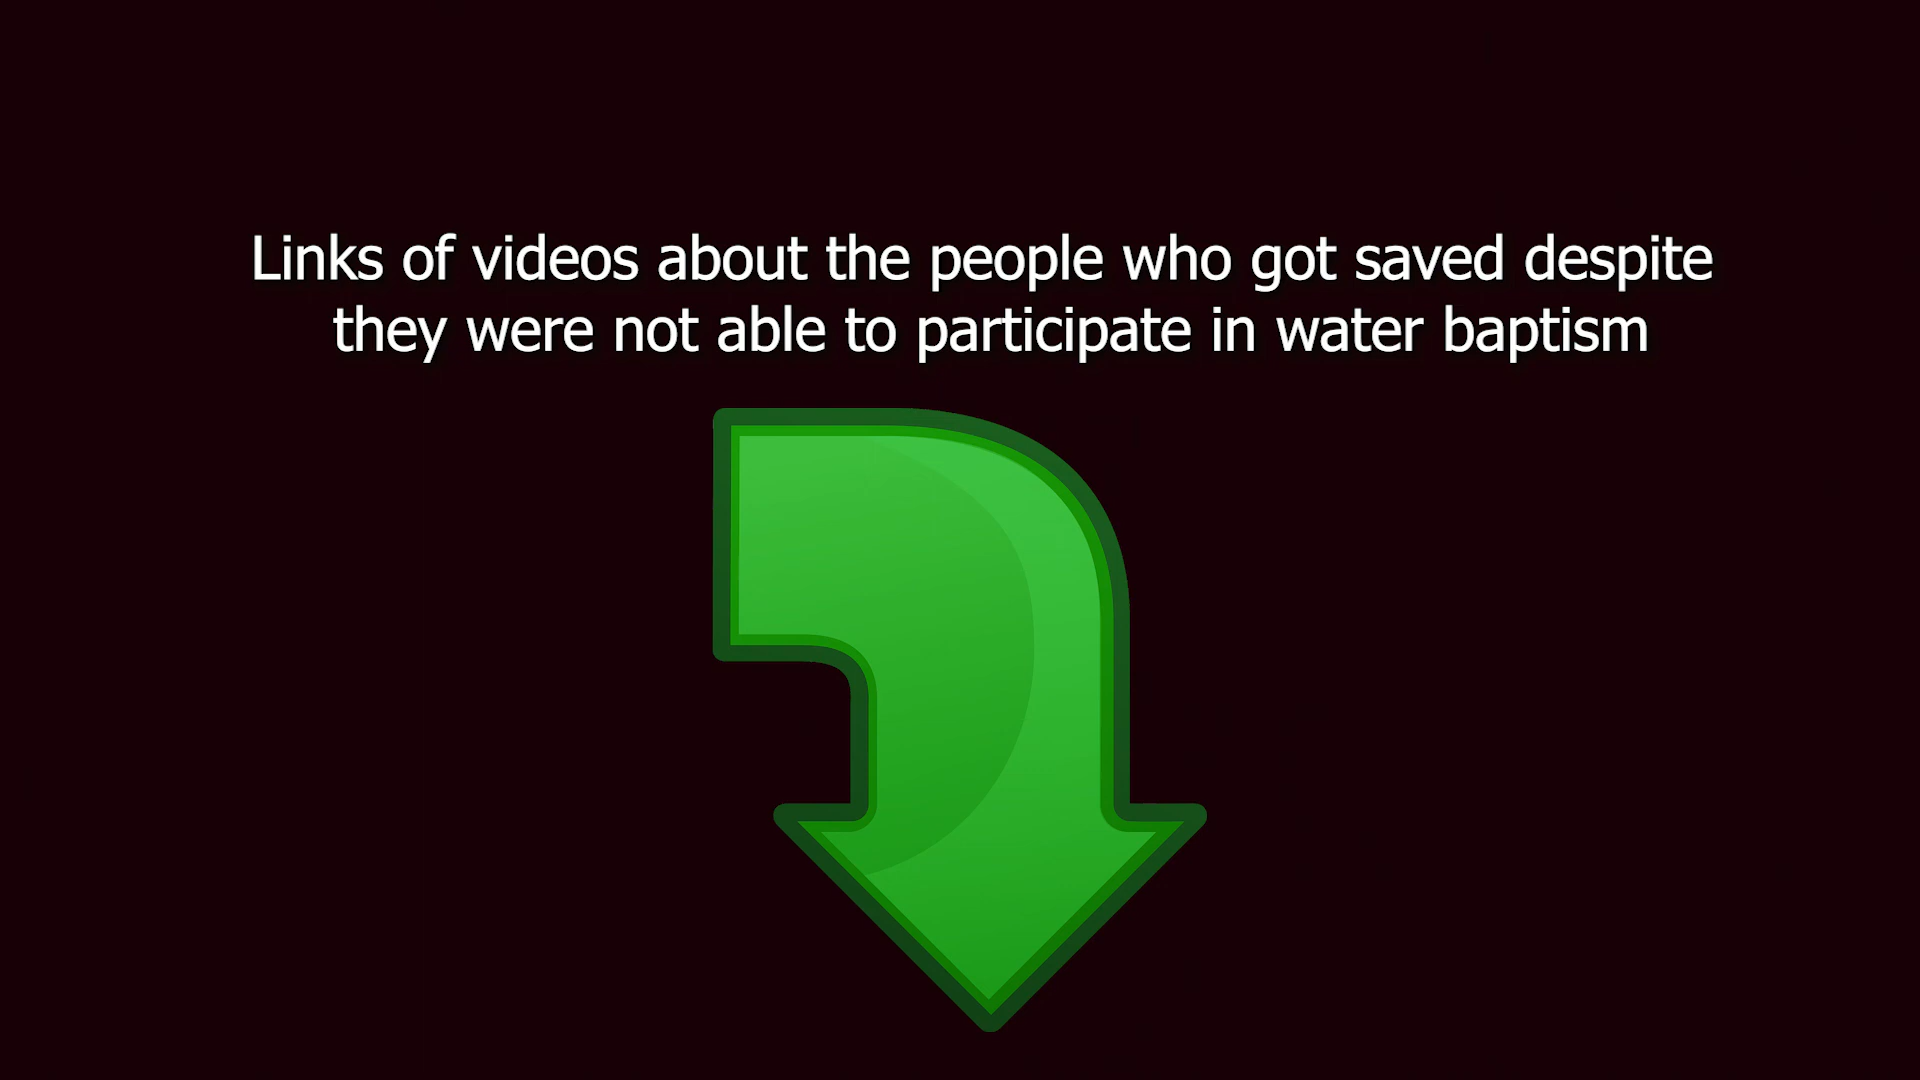 Links of videos about the people who got saved despite
they were not able to participate in water baptism